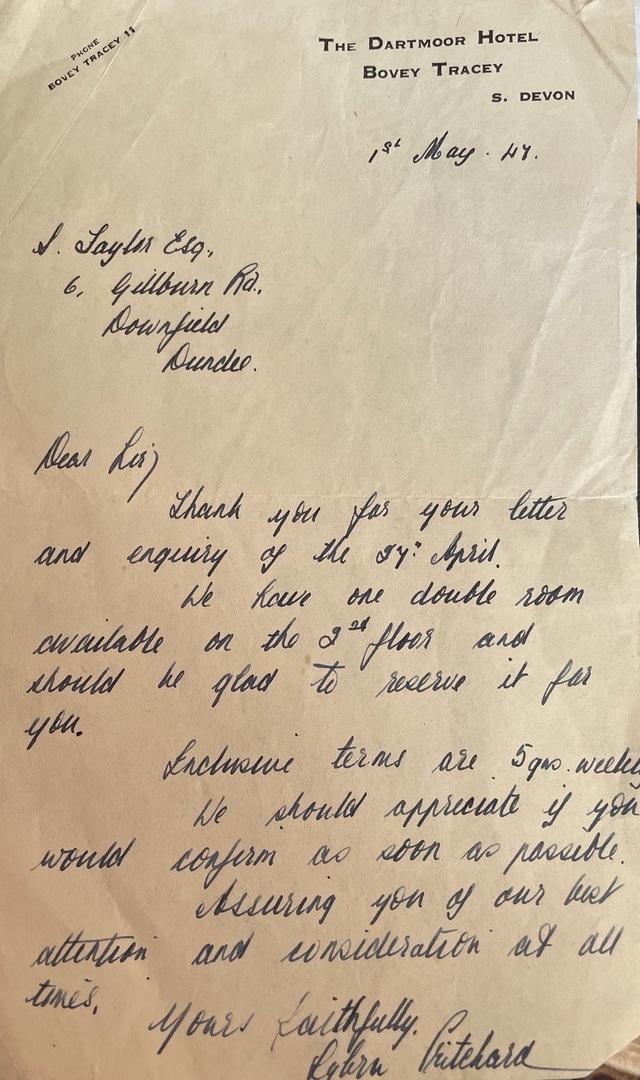 PHONE
BOVEY TRACEY 11
THE DARTMOOR HOTEL
BOVEY TRACEY
S. DEVON
1st May. 47.
S. Taylor Esq.,
6, Gillburn Rd.,
Downfield
Dundee.
Dear Sir,
Thank you for your letter
and enquiry of the 27th April.
We have one double room
available on the 2nd floor and
should be glad to reserve it for
you.
Inclusive terms are 5gns. weekly
We should appreciate if you
would confirm as soon as possible.
Assuring you of our best
attention and consideration at all
times.
Yours faithfully.
Pritchard